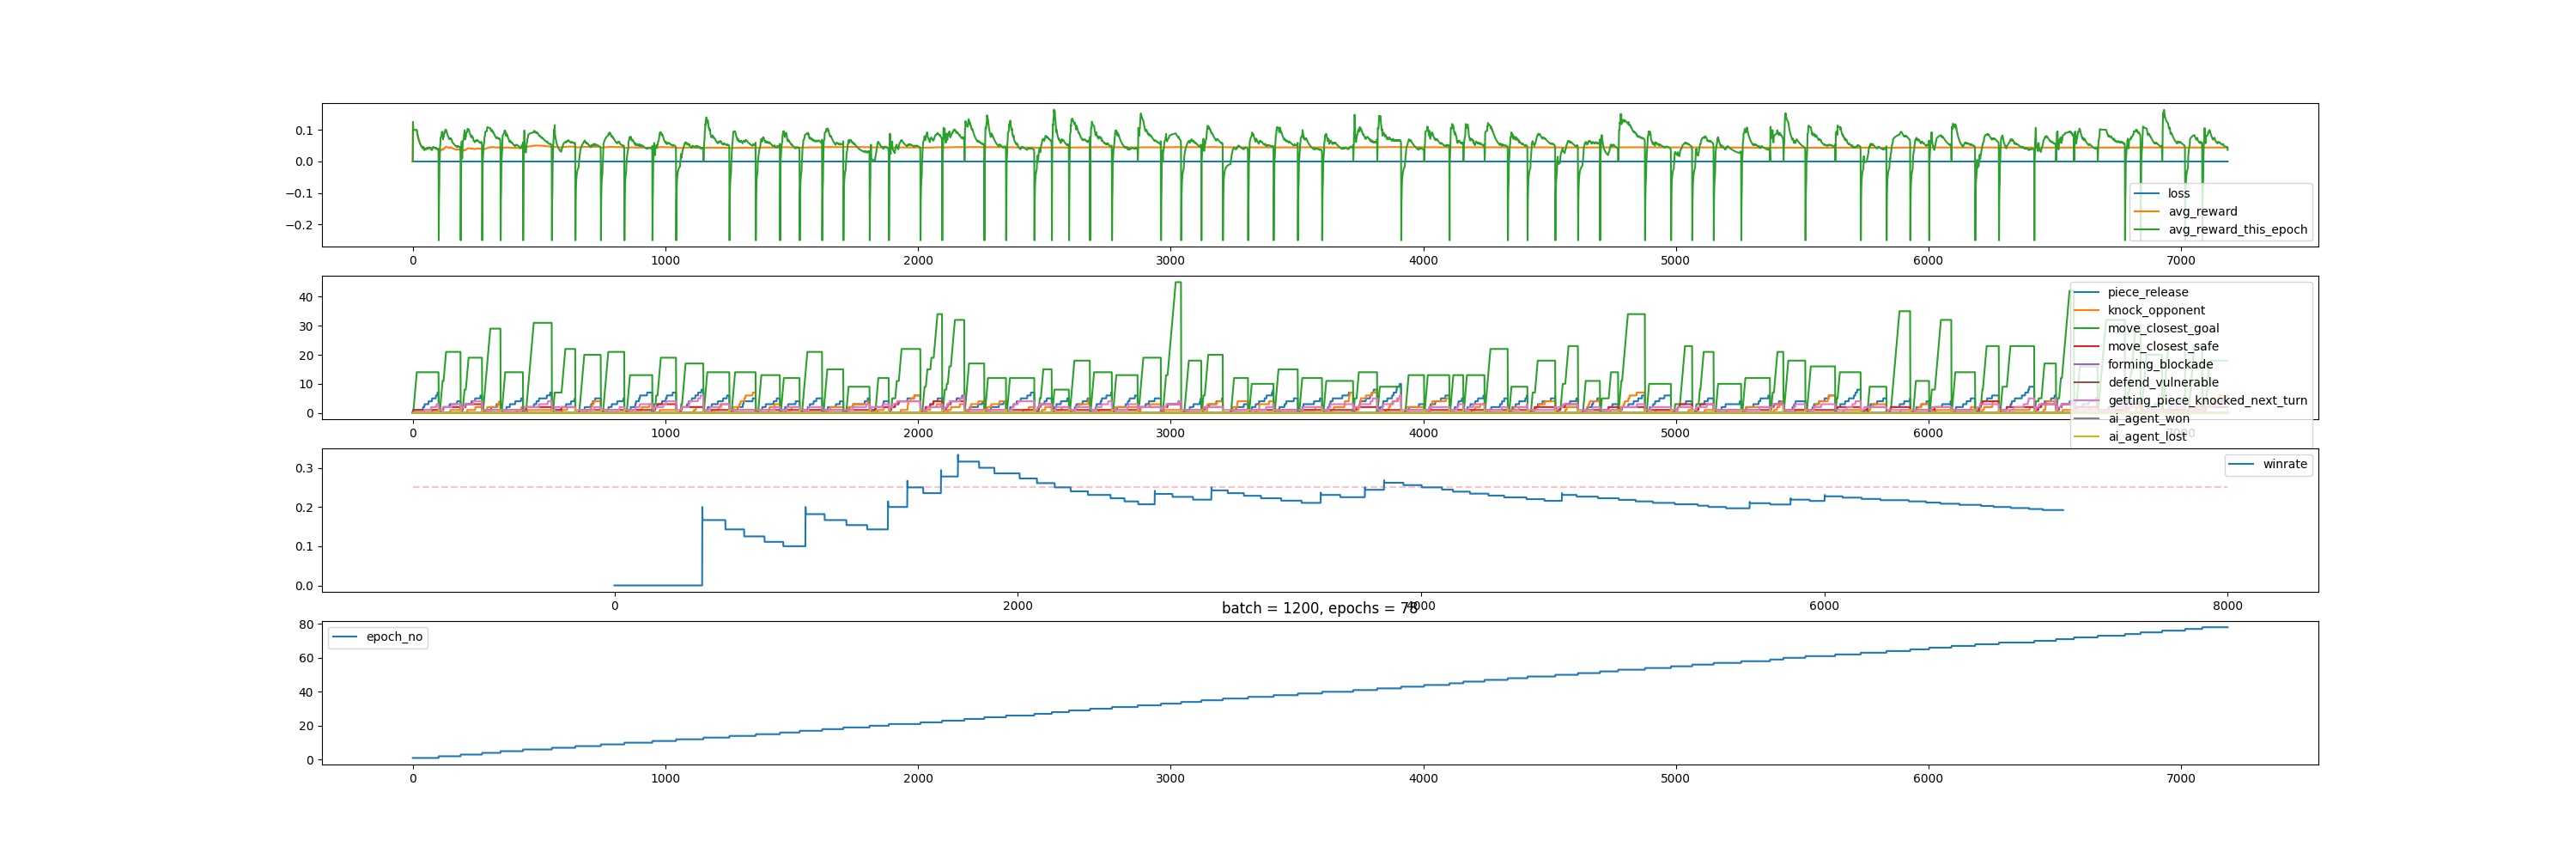 0.1
0.0
−0.1
−0.2
loss
avg_reward
avg_reward_this_epoch
0 1000 2000 3000 4000 5000 6000 7000
40
30
20
10
0
piece_release
knock_opponent
move_closest_goal
move_closest_safe
forming_blockade
defend_vulnerable
getting_piece_knocked_next_turn
ai_agent_won
ai_agent_lost
0 1000 2000 3000 4000 5000 6000 7000
0.3
0.2
0.1
0.0
winrate
0 2000 4000 6000 8000
batch = 1200, epochs = 78
80
60
40
20
0
epoch_no
0 1000 2000 3000 4000 5000 6000 7000